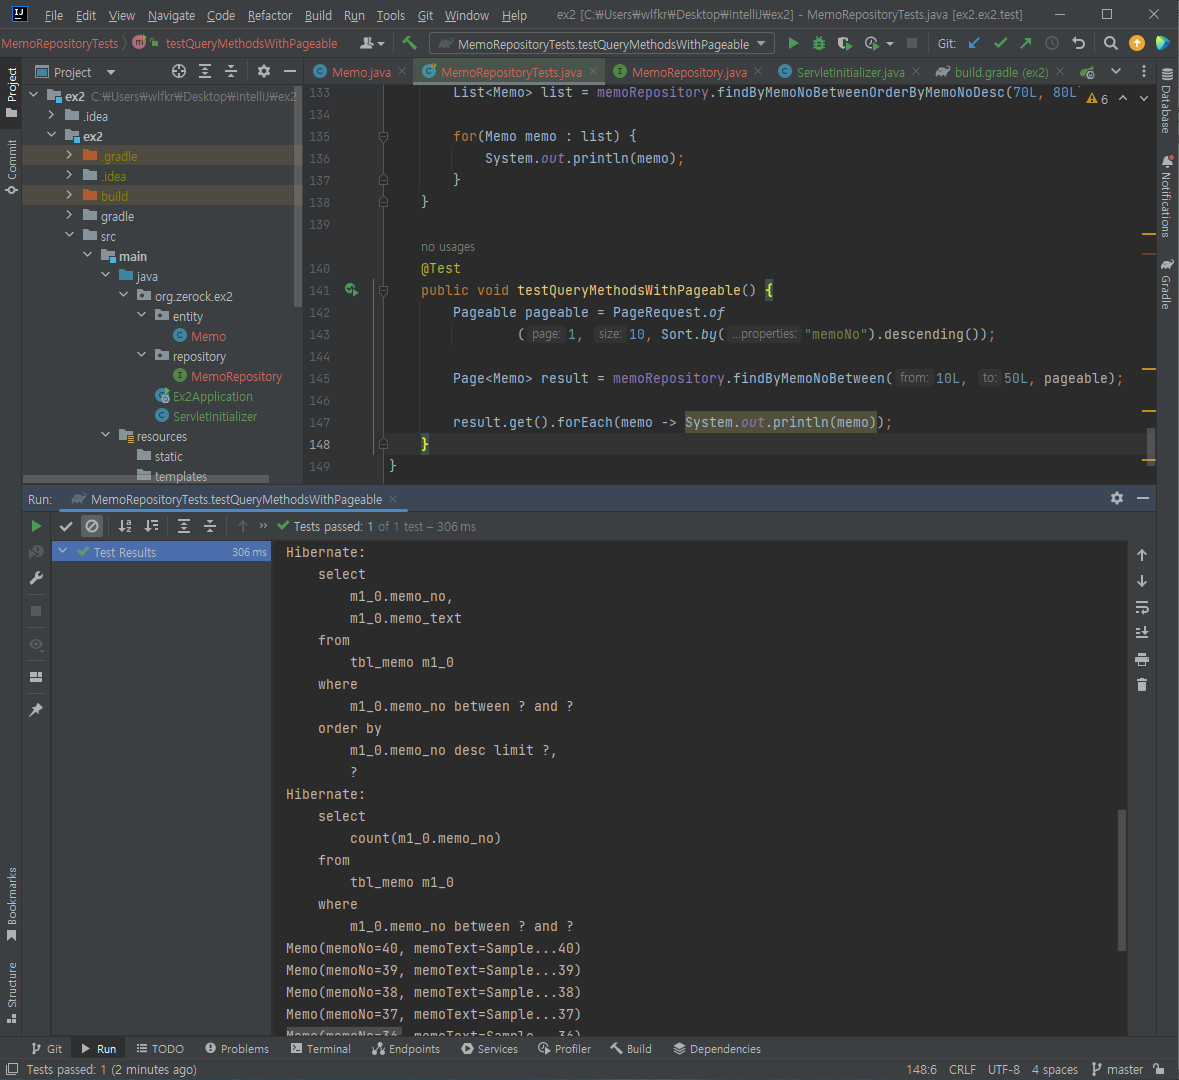 File Edit View Navigate Code Refactor Build Run Tools Git Window Help ex2 [C:₩Users₩wlfkr₩Desktop₩IntelliJ₩ex2] - MemoRepositoryTests.java [ex2.ex2.test]
MemoRepositoryTests testQueryMethodsWithPageable MemoRepositoryTests.testQueryMethodsWithPageable Git:
Project
Memo.java MemoRepositoryTests.java MemoRepository.java ServletInitializer.java build.gradle (ex2)
Project
Commit
Bookmarks
Structure
ex2 C:₩Users₩wlfkr₩Desktop₩IntelliJ₩ex2
.idea
ex2
.gradle
.idea
build
gradle
src
main
java
org.zerock.ex2
entity
Memo
repository
MemoRepository
Ex2Application
ServletInitializer
resources
static
templates
133 List<Memo> list = memoRepository.findByMemoNoBetweenOrderByMemoNoDesc(70L, 80L
6
134
135 for(Memo memo : list) {
136 System.out.println(memo);
137 }
138 }
139
no usages
140 @Test
141 public void testQueryMethodsWithPageable() {
142 Pageable pageable = PageRequest.of
143 ( page: 1, size: 10, Sort.by( ...properties: "memoNo").descending());
144
145 Page<Memo> result = memoRepository.findByMemoNoBetween( from: 10L, to: 50L, pageable);
146
147 result.get().forEach(memo -> System.out.println(memo));
148 }
149 }
Database
Notifications
Gradle
Run: MemoRepositoryTests.testQueryMethodsWithPageable
Tests passed: 1 of 1 test – 306 ms
Test Results 306 ms
Hibernate:
select
m1_0.memo_no,
m1_0.memo_text
from
tbl_memo m1_0
where
m1_0.memo_no between ? and ?
order by
m1_0.memo_no desc limit ?,
?
Hibernate:
select
count(m1_0.memo_no)
from
tbl_memo m1_0
where
m1_0.memo_no between ? and ?
Memo(memoNo=40, memoText=Sample...40)
Memo(memoNo=39, memoText=Sample...39)
Memo(memoNo=38, memoText=Sample...38)
Memo(memoNo=37, memoText=Sample...37)
Memo(memoNo=36, memoText=Sample...36)
Git Run TODO Problems Terminal Endpoints Services Profiler Build Dependencies
Tests passed: 1 (2 minutes ago) 148:6 CRLF UTF-8 4 spaces master